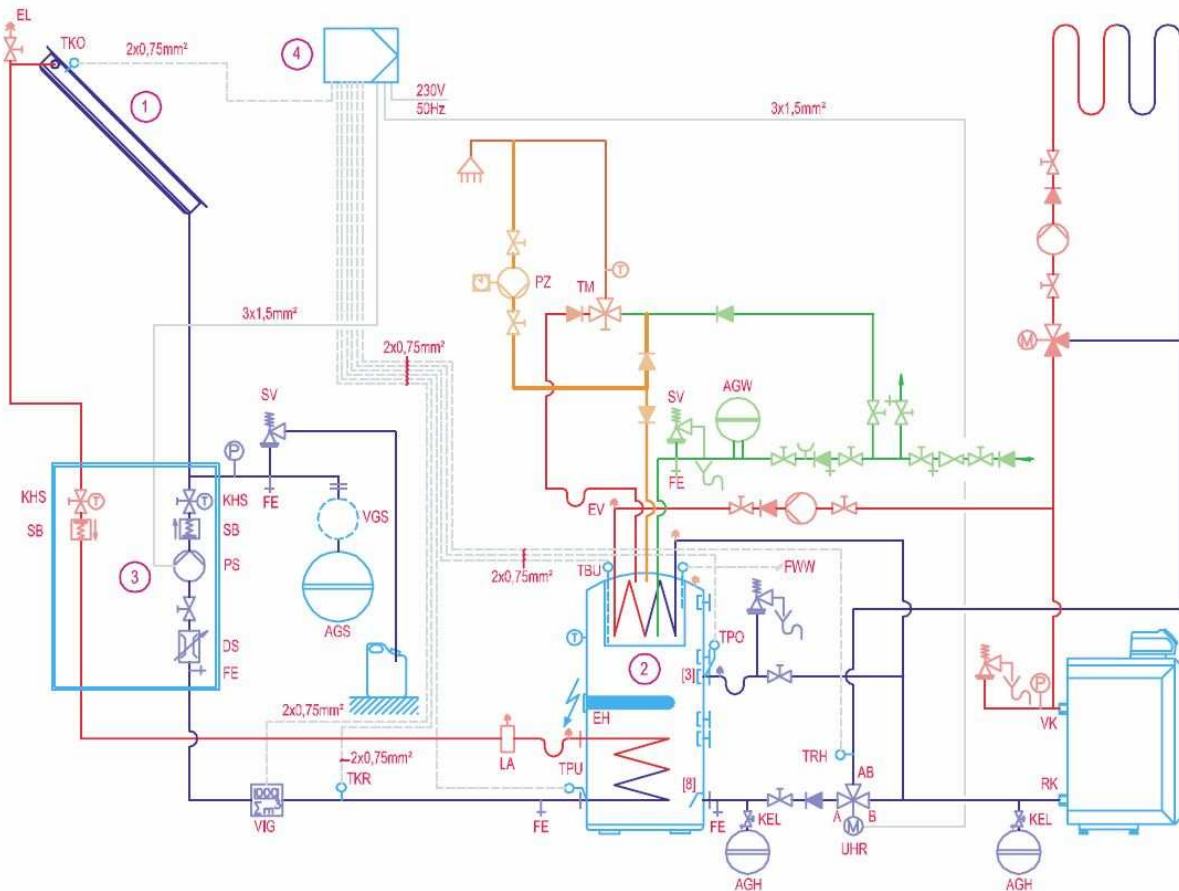 EL
TKO
2x0,75mm²
4
1
230V
50Hz
3x1,5mm²
T
PZ
TM
3x1,5mm²
M
2x0,75mm²
SV
SV
AGW
P
KHS
T
T
KHS
FE
FE
VGS
EV
SB
SB
3
PS
2x0,75mm²
TBU
FWW
AGS
DS
T
2
TPO
FE
[3]
P
EH
VK
2x0,75mm²
2x0,75mm²
LA
TPU
TRH
TKR
AB
[8]
RK
1000
Σm³
VIG
FE
FE
KEL
A
B
M
KEL
UHR
AGH
AGH